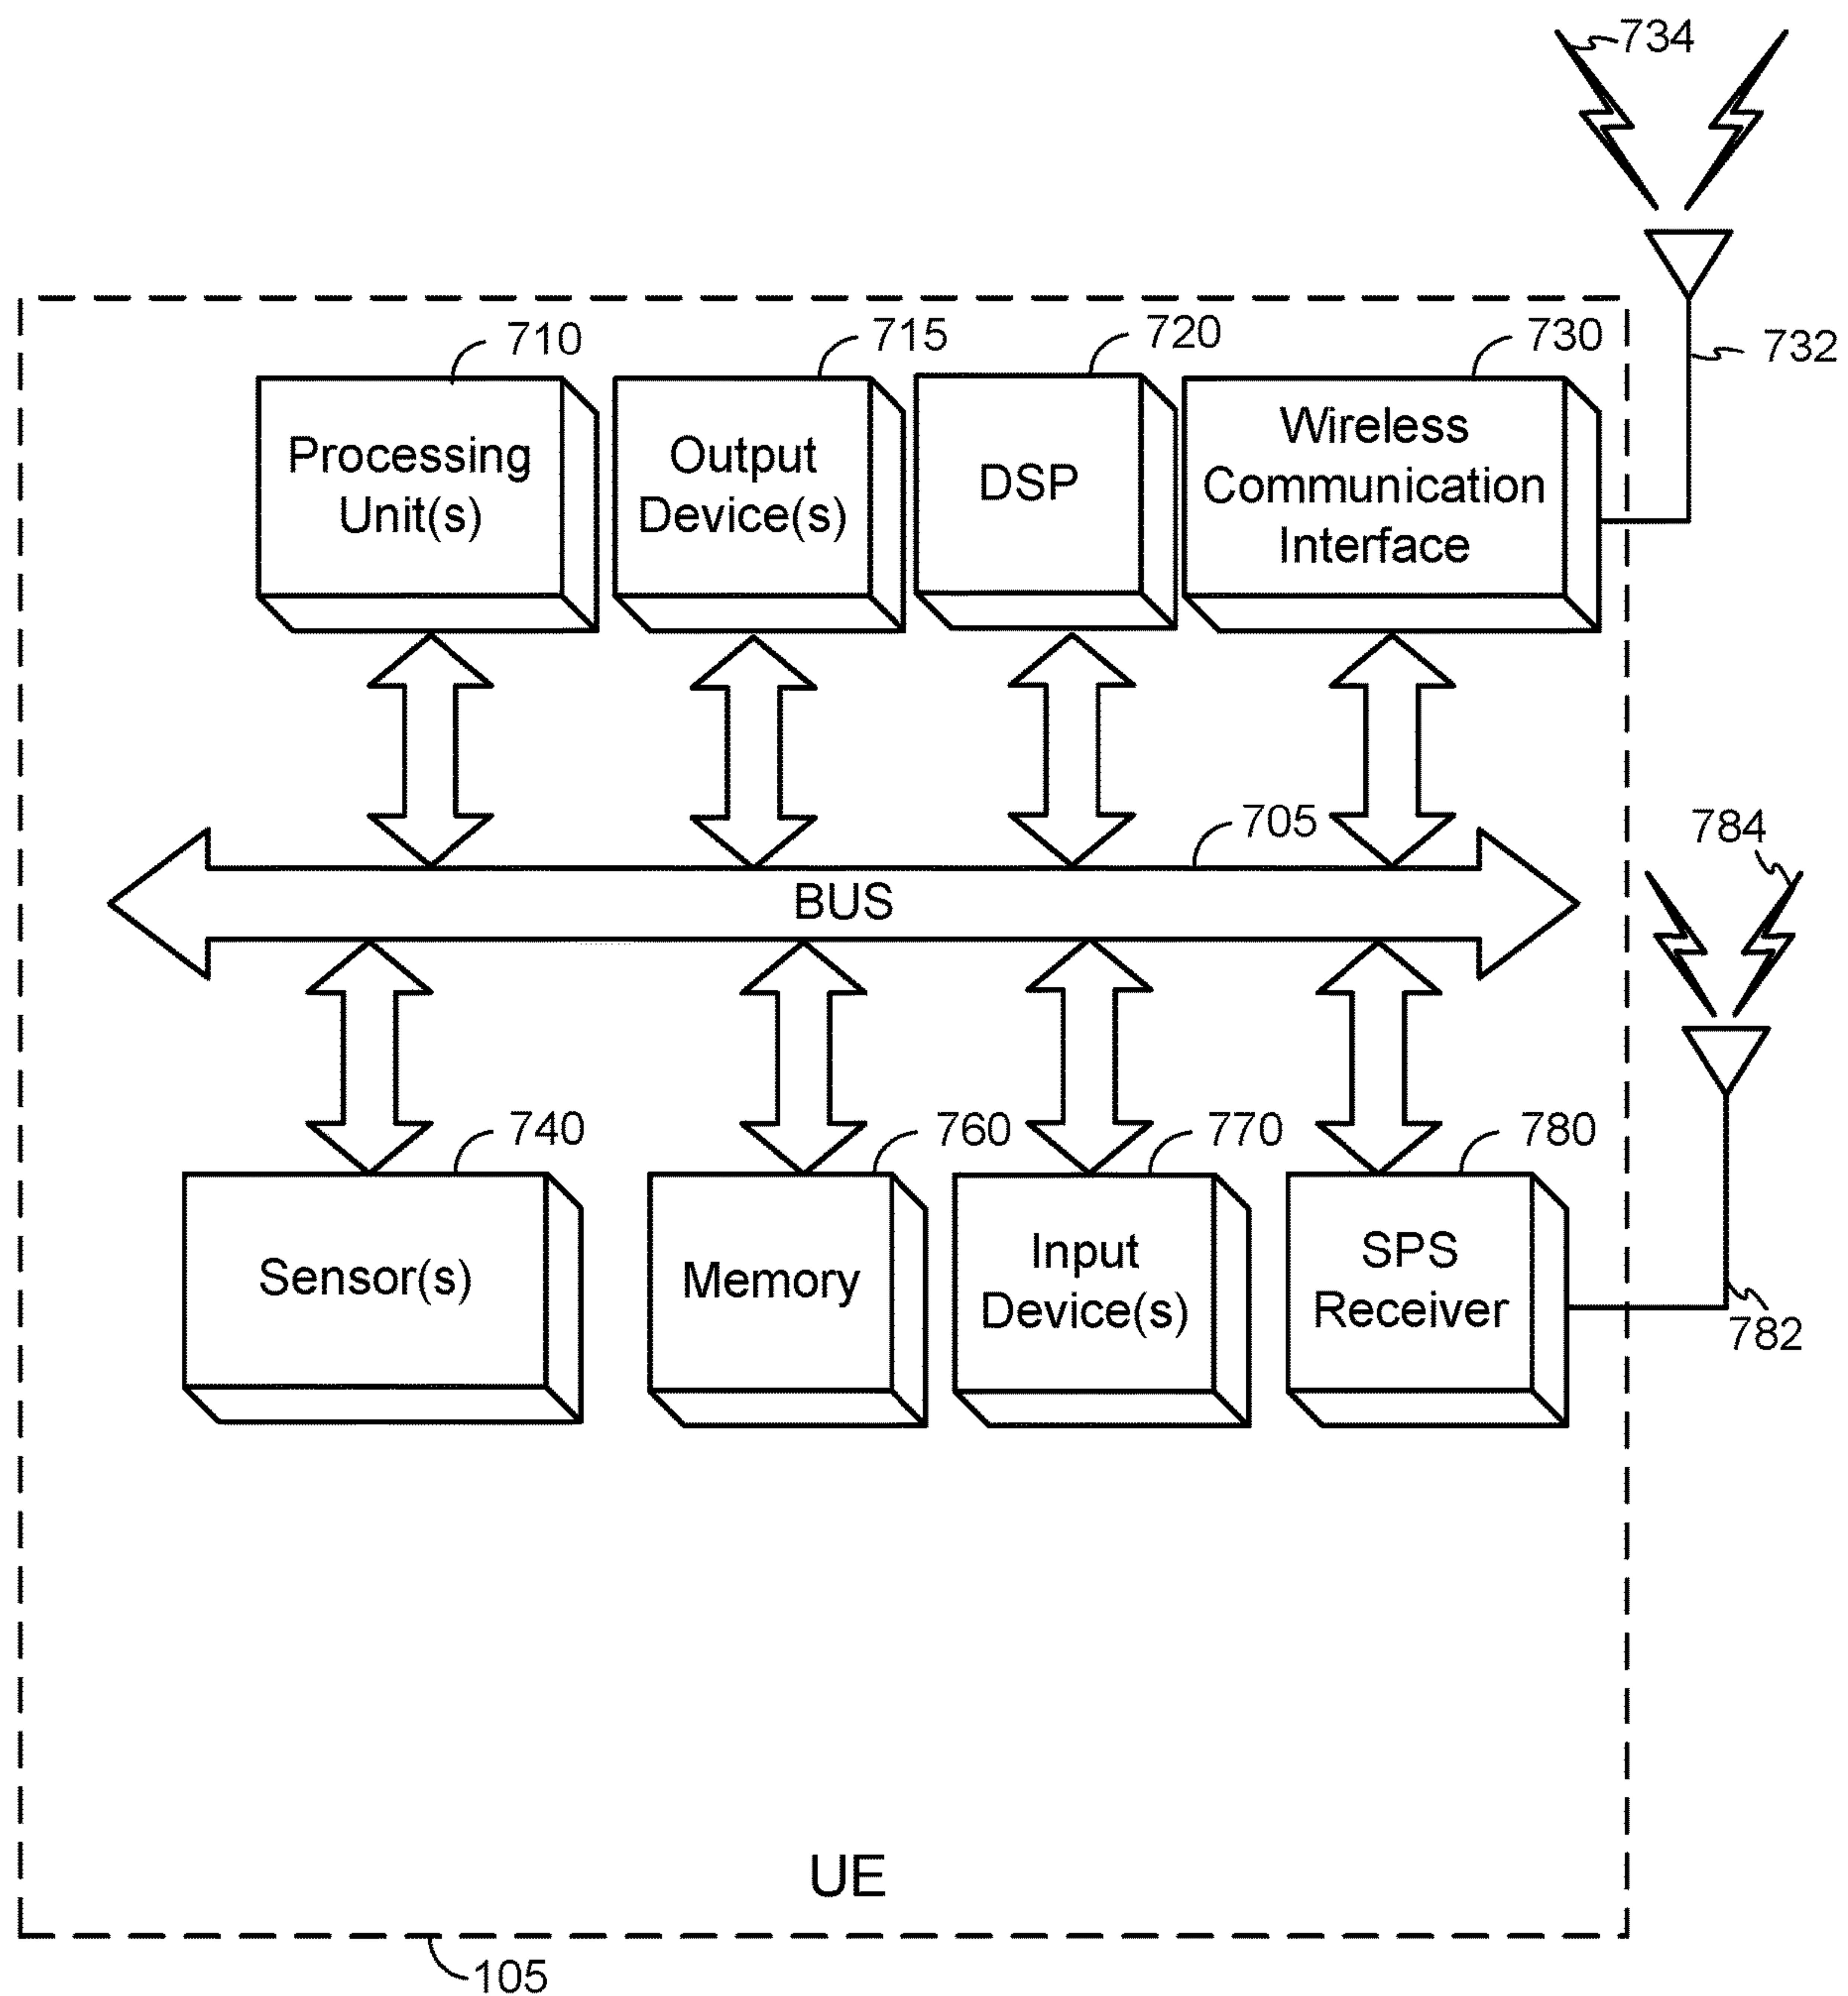 734
710
715
720
730
732
Processing
Unit(s)
Output
Device(s)
DSP
Wireless
Communication
Interface
705
BUS
784
740
760
770
780
Sensor(s)
Memory
Input
Device(s)
SPS
Receiver
782
UE
105